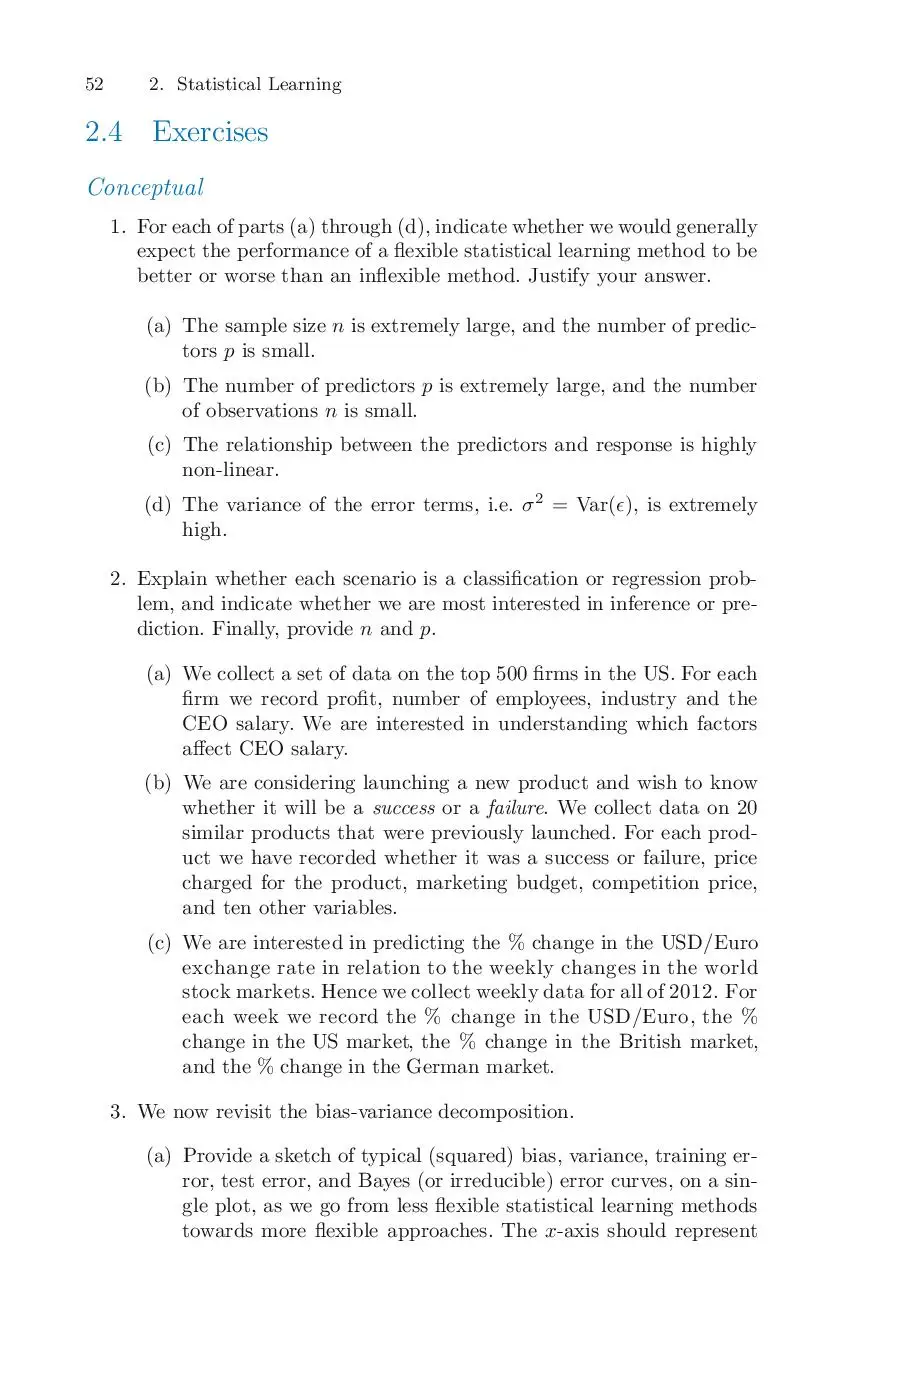 52 2. Statistical Learning
2.4 Exercises
Conceptual
1. For each of parts (a) through (d), indicate whether we would generally
expect the performance of a flexible statistical learning method to be
better or worse than an inflexible method. Justify your answer.
(a) The sample size n is extremely large, and the number of predic-
tors p is small.
(b) The number of predictors p is extremely large, and the number
of observations n is small.
(c) The relationship between the predictors and response is highly
non-linear.
(d) The variance of the error terms, i.e. σ² = Var(ϵ), is extremely
high.
2. Explain whether each scenario is a classification or regression prob-
lem, and indicate whether we are most interested in inference or pre-
diction. Finally, provide n and p.
(a) We collect a set of data on the top 500 firms in the US. For each
firm we record profit, number of employees, industry and the
CEO salary. We are interested in understanding which factors
affect CEO salary.
(b) We are considering launching a new product and wish to know
whether it will be a success or a failure. We collect data on 20
similar products that were previously launched. For each prod-
uct we have recorded whether it was a success or failure, price
charged for the product, marketing budget, competition price,
and ten other variables.
(c) We are interested in predicting the % change in the USD/Euro
exchange rate in relation to the weekly changes in the world
stock markets. Hence we collect weekly data for all of 2012. For
each week we record the % change in the USD/Euro, the %
change in the US market, the % change in the British market,
and the % change in the German market.
3. We now revisit the bias-variance decomposition.
(a) Provide a sketch of typical (squared) bias, variance, training er-
ror, test error, and Bayes (or irreducible) error curves, on a sin-
gle plot, as we go from less flexible statistical learning methods
towards more flexible approaches. The x-axis should represent